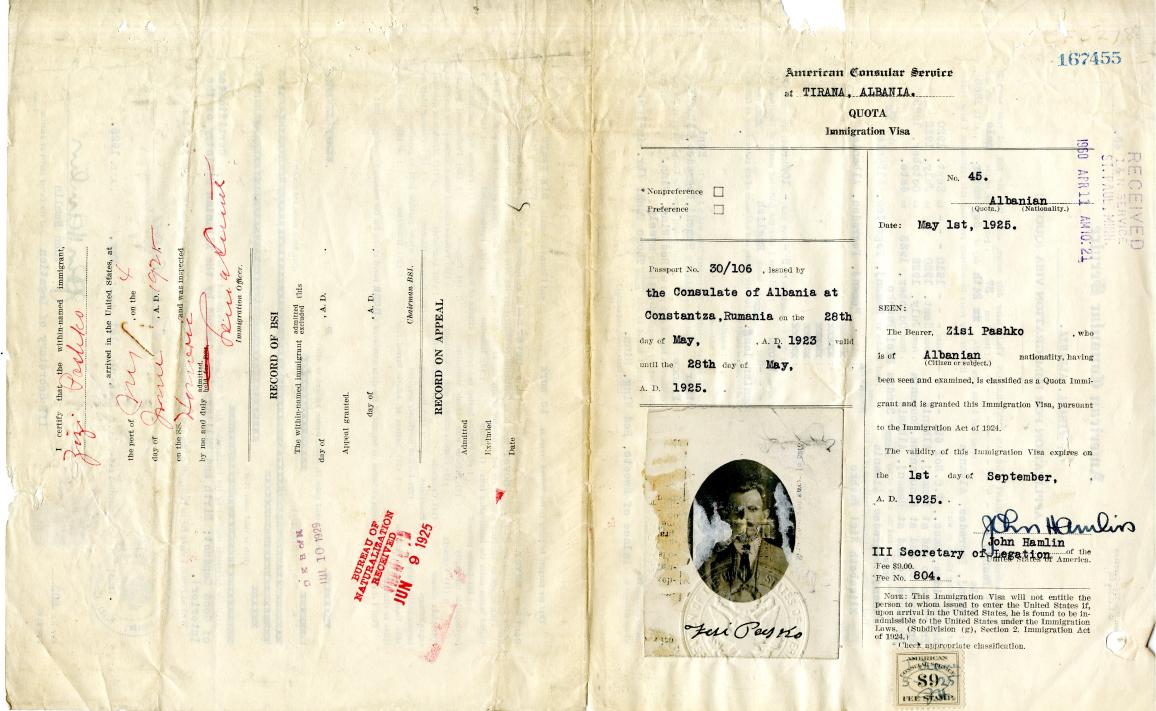 I certify that the within-named immigrant,
Zizi Pashko
, arrived in the United States, at
the port of N.Y. , on the 4
day of June , A. D. 1925
on the SS. , and was inspected
by me and duly admitted,
Immigration Officer.
RECORD OF BSI
The within-named immigrant admitted excluded this
day of , A. D.
Appeal granted.
day of , A. D.
(Chairman BSI.
RECORD ON APPEAL
Admitted
Excluded
Date
JUL 10 1929
BUREAU OF
NATURALIZATION
RECEIVED
JUN 9 1925
167455
American Consular Service
at TIRANA, ALBANIA.
QUOTA
Immigration Visa
*Nonpreference ☐
Preference ☐
Passport No. 30/106 , issued by
the Consulate of Albania at
Constantza,Rumania on the 28th
day of May, , A. D. 1923 , valid
until the 28th day of May,
A. D. 1925.
Zisi Pashko
No. 45.
Albanian
(Quota.) (Nationality.)
Date: May 1st, 1925.
SEEN:
The Bearer, Zisi Pashko , who
is of Albanian nationality, having
(Citizen or subject.)
been seen and examined, is classified as a Quota Immi-
grant and is granted this Immigration Visa, pursuant
to the Immigration Act of 1924.
The validity of this Immigration Visa expires on
the 1st day of September, ,
A. D. 1925. .
John Hamlin
John Hamlin
III Secretary of Legation of the
United States of America.
Fee $9.00.
Fee No. 804.
NOTE: This Immigration Visa will not entitle the
person to whom issued to enter the United States if,
upon arrival in the United States, he is found to be in-
admissible to the United States under the Immigration
Laws. (Subdivision (g), Section 2, Immigration Act
of 1924.)
* Check appropriate classification.
AMERICAN
CONSULAR SERVICE
$9
FEE STAMP
RECEIVED
I & N SERVICE
ST. PAUL, MINN.
1960 APR 11 AM 10:21